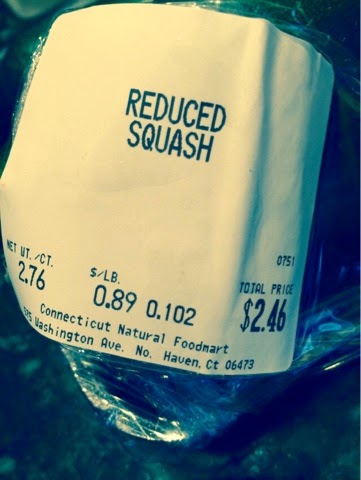 REDUCED
SQUASH
0751
NET WT./CT. $/LB. TOTAL PRICE
2.76 0.89 0.102 $2.46
Connecticut Natural Foodmart
Washington Ave. No. Haven, Ct 06473